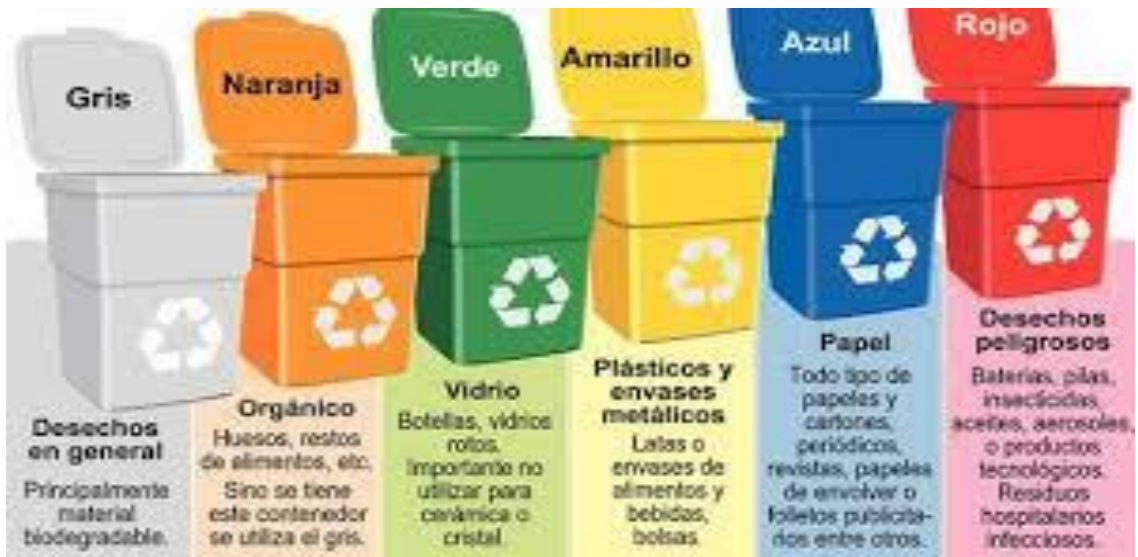 Gris
Desechos
en general
Principalmente
material
biodegradable.
Naranja
Orgánico
Huesos, restos
de alimentos, etc.
Sino se tiene
este contenedor
se utiliza el gris.
Verde
Vidrio
Botellas, vidrios
rotos.
Importante no
utilizar para
cerámica o
cristal.
Amarillo
Plásticos y
envases
metálicos
Latas o
envases de
alimentos y
bebidas,
bolsas.
Azul
Papel
Todo tipo de
papeles y
cartones,
periódicos,
revistas, papeles
de envolver o
folletos publicita-
rios entre otros.
Rojo
Desechos
peligrosos
Baterias, pilas,
insecticidas,
aceites, aerosoles,
o productos
tecnológicos.
Residuos
hospitalarios
infecciosos.